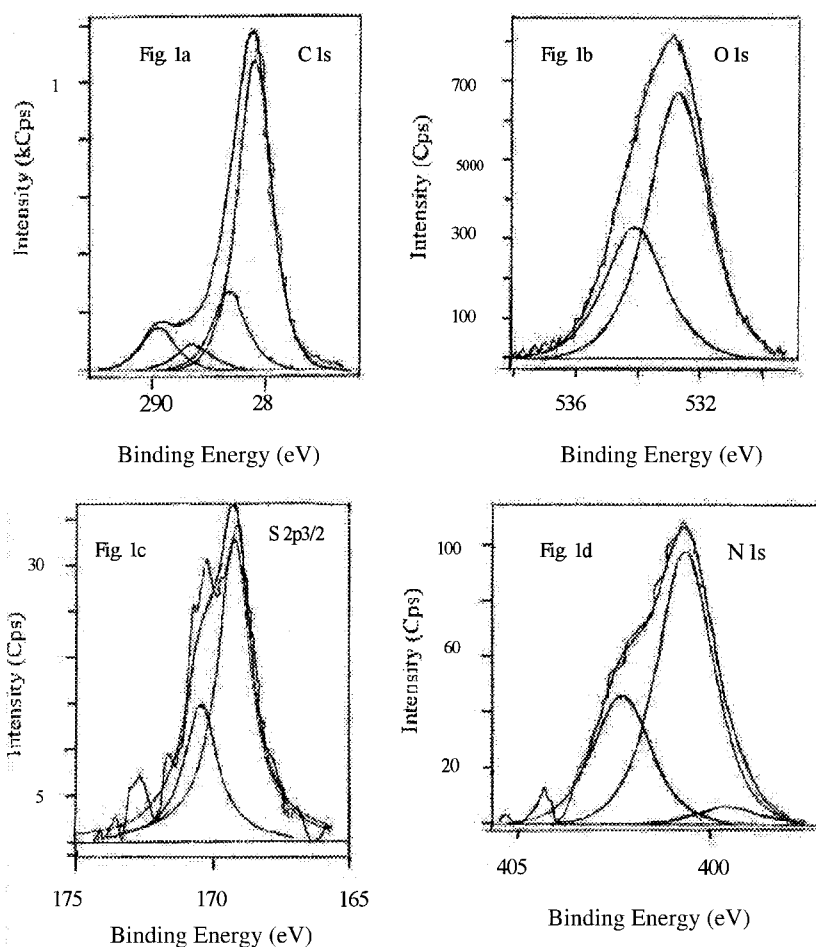 Fig. 1a
C 1s
1
Intensity (kCps)
290
28
Binding Energy (eV)
Fig. 1b
O 1s
700
5000
300
100
Intensity (Cps)
536
532
Binding Energy (eV)
Fig. 1c
S 2p3/2
30
5
Intensity (Cps)
175
170
165
Binding Energy (eV)
Fig. 1d
N 1s
100
60
20
Intensity (Cps)
405
400
Binding Energy (eV)